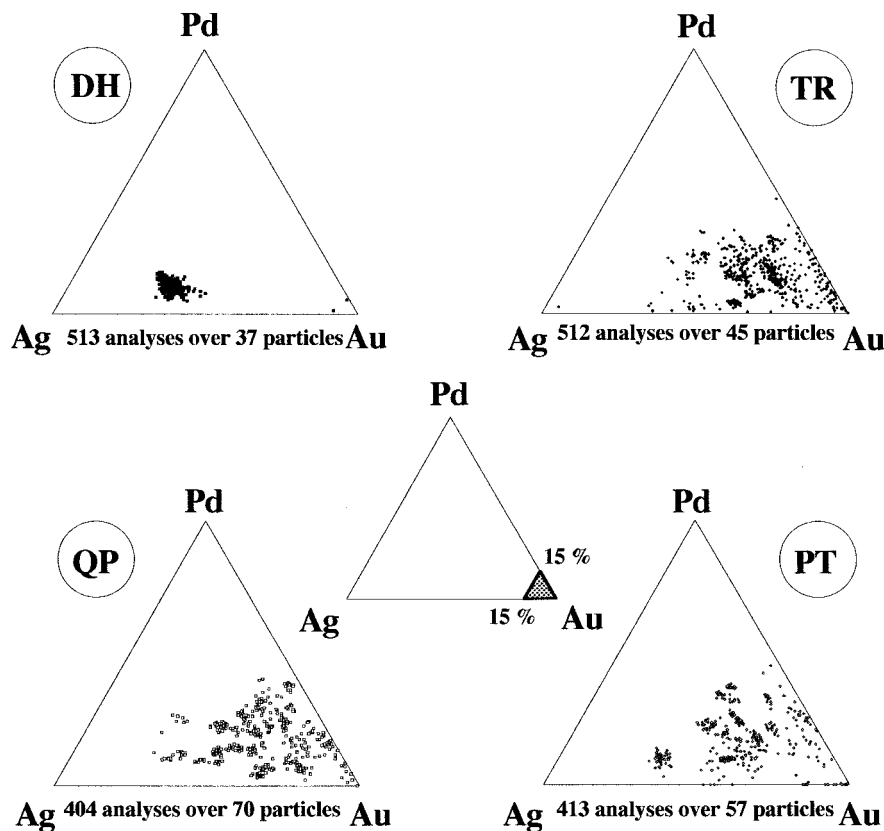 Pd
DH
Ag 513 analyses over 37 particles Au
Pd
TR
Ag 512 analyses over 45 particles Au
Pd
15 %
Ag 15 % Au
Pd
QP
Ag 404 analyses over 70 particles Au
Pd
PT
Ag 413 analyses over 57 particles Au